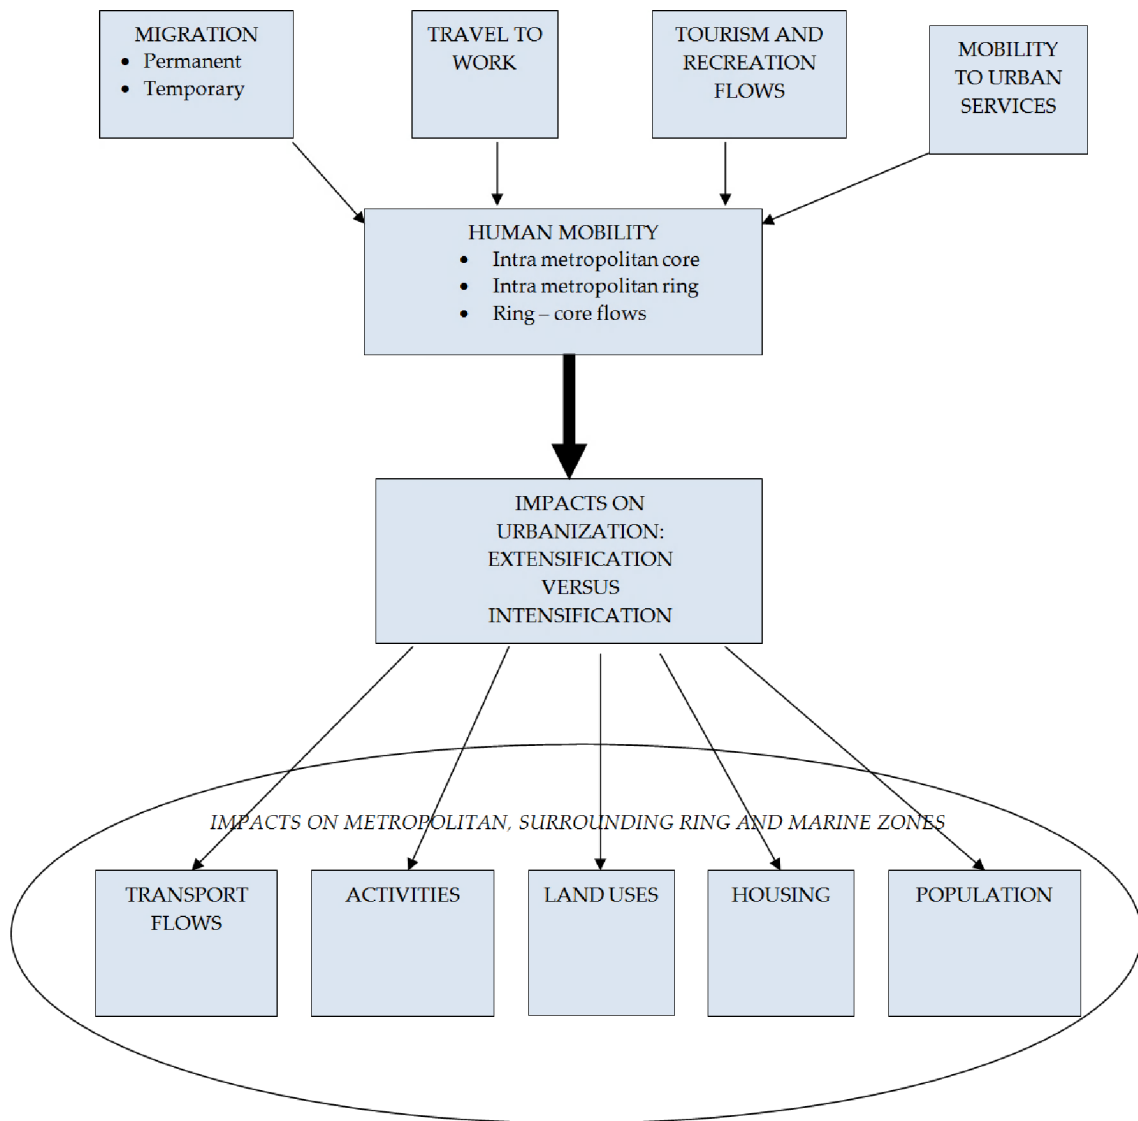 MIGRATION
• Permanent
• Temporary
TRAVEL TO
WORK
TOURISM AND
RECREATION
FLOWS
MOBILITY
TO URBAN
SERVICES
HUMAN MOBILITY
• Intra metropolitan core
• Intra metropolitan ring
• Ring – core flows
IMPACTS ON
URBANIZATION:
EXTENSIFICATION
VERSUS
INTENSIFICATION
IMPACTS ON METROPOLITAN, SURROUNDING RING AND MARINE ZONES
TRANSPORT
FLOWS
ACTIVITIES
LAND USES
HOUSING
POPULATION